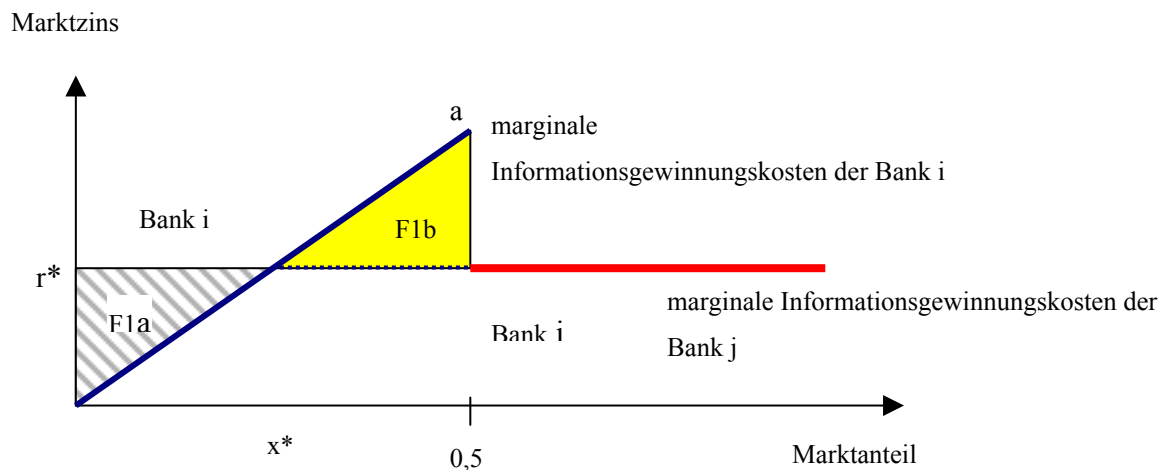 Marktzins
a
marginale
Informationsgewinnungskosten der Bank i
Bank i
F1b
r*
F1a
marginale Informationsgewinnungskosten der
Bank j
Bank j
x*
0,5
Marktanteil